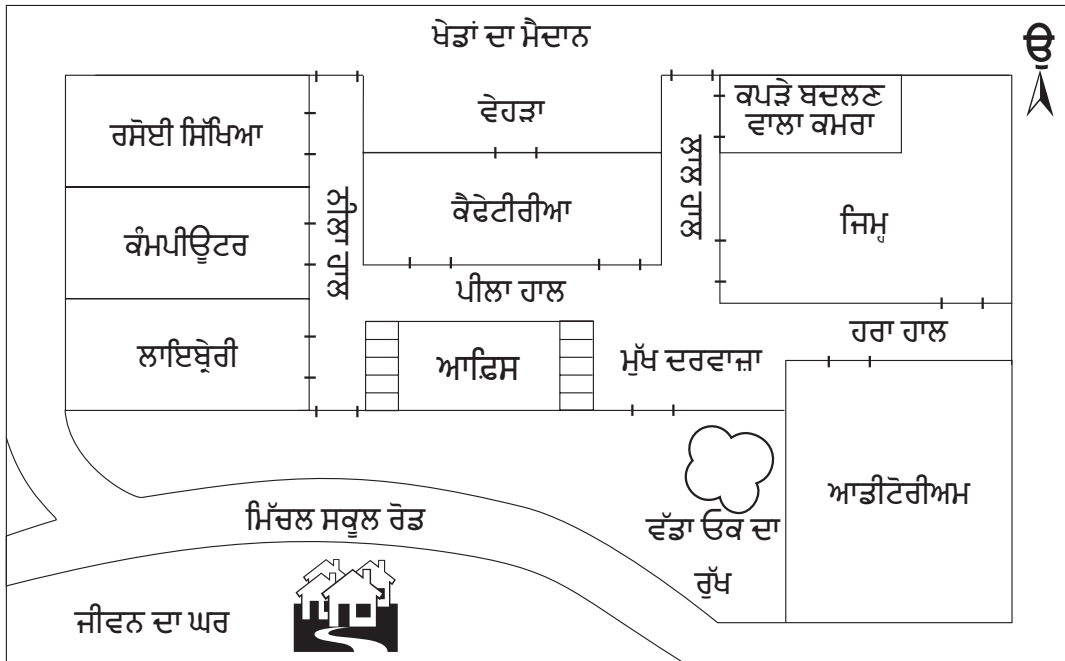 ਖੇਡਾਂ ਦਾ ਮੈਦਾਨ
ਉ
ਰਸੋਈ ਸਿੱਖਿਆ
ਵੇਹੜਾ
ਕਪੜੇ ਬਦਲਣ
ਵਾਲਾ ਕਮਰਾ
ਨੀਲਾ ਹਾਲ
ਲਾਲ ਹਾਲ
ਕੰਮਪੀਊਟਰ
ਕੈਫੇਟੀਰੀਆ
ਜਿਮ੍
ਪੀਲਾ ਹਾਲ
ਹਰਾ ਹਾਲ
ਲਾਇਬ੍ਰੇਰੀ
ਆਫ਼ਿਸ
ਮੁੱਖ ਦਰਵਾਜ਼ਾ
ਆਡੀਟੋਰੀਅਮ
ਮਿੱਚਲ ਸਕੂਲ ਰੋਡ
ਵੱਡਾ ਓਕ ਦਾ
ਰੁੱਖ
ਜੀਵਨ ਦਾ ਘਰ